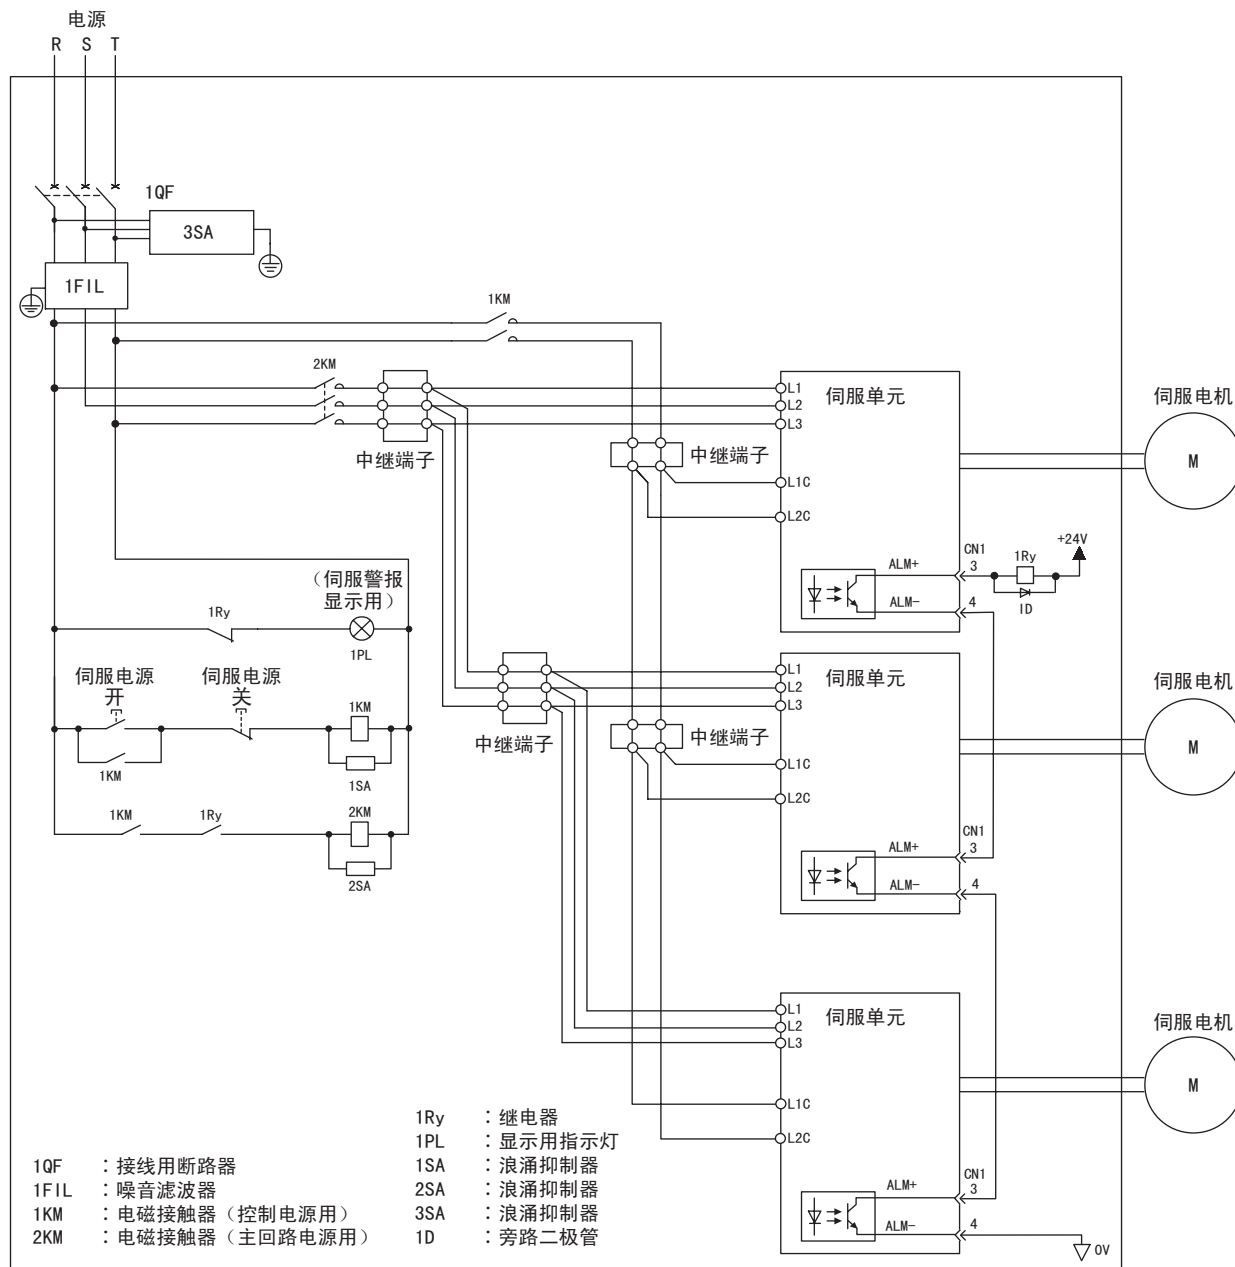 电源
R S T
1QF
3SA
1FIL
1KM
2KM
中继端子
中继端子
L1
L2
L3
L1C
L2C
伺服单元
伺服电机
M
ALM+
ALM-
CN1
3
4
1Ry
+24V
ID
(伺服警报
显示用)
1Ry
1PL
伺服电源
开
伺服电源
关
1KM
1KM
1SA
1KM
1Ry
2KM
2SA
中继端子
中继端子
L1
L2
L3
L1C
L2C
伺服单元
伺服电机
M
ALM+
ALM-
CN1
3
4
L1
L2
L3
L1C
L2C
伺服单元
伺服电机
M
ALM+
ALM-
CN1
3
4
0V
1QF :接线用断路器
1FIL :噪音滤波器
1KM :电磁接触器(控制电源用)
2KM :电磁接触器(主回路电源用)
1Ry :继电器
1PL :显示用指示灯
1SA :浪涌抑制器
2SA :浪涌抑制器
3SA :浪涌抑制器
1D :旁路二极管